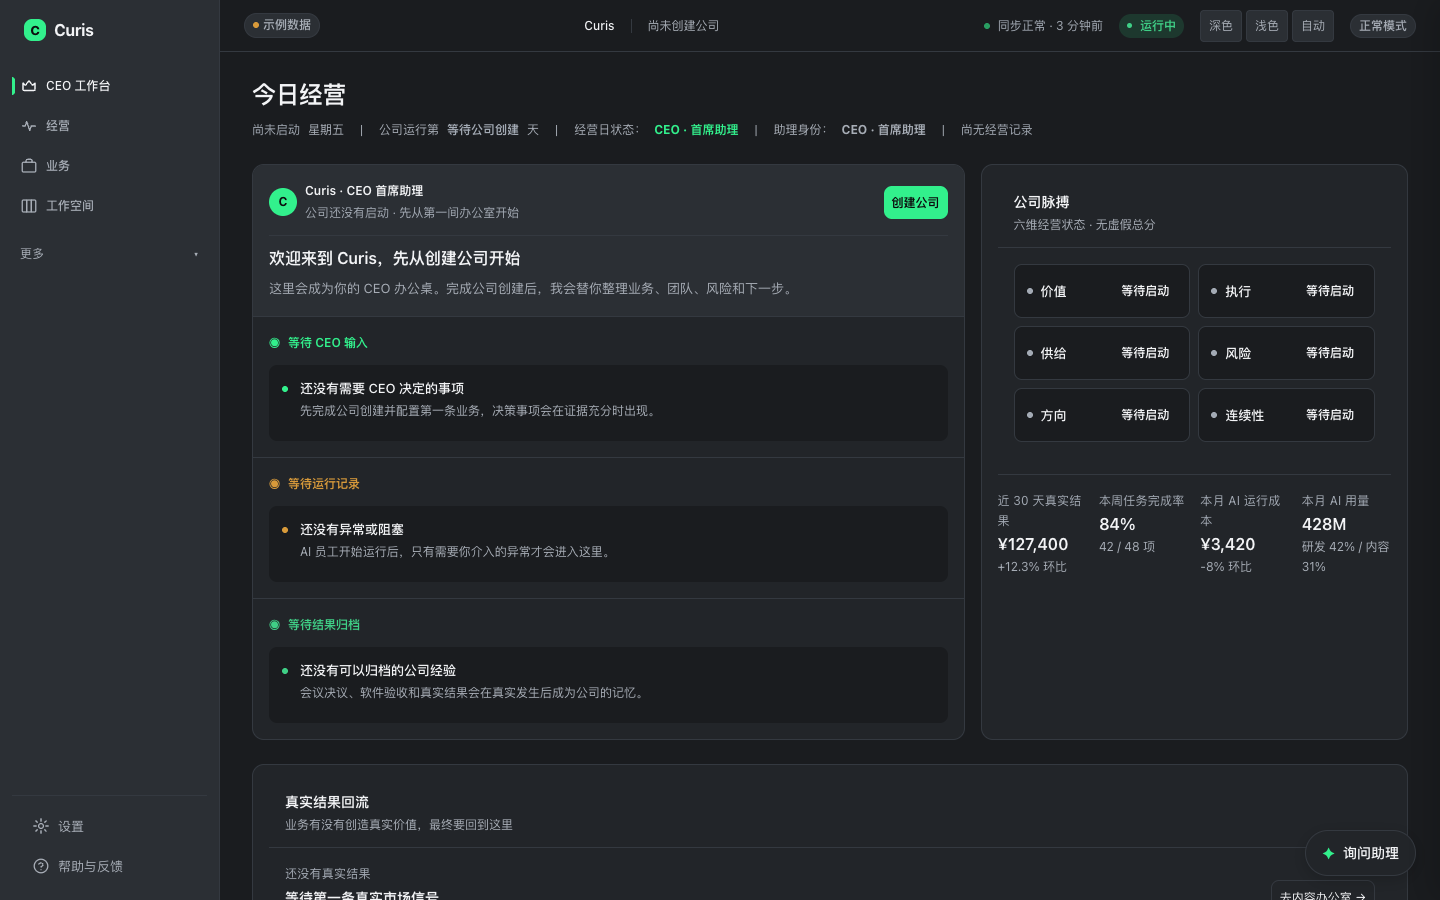 C Curis
CEO 工作台
经营
业务
工作空间
更多
设置
帮助与反馈
示例数据
Curis
尚未创建公司
同步正常 · 3 分钟前
运行中
深色
浅色
自动
正常模式
今日经营
尚未启动 星期五 | 公司运行第 等待公司创建 天 | 经营日状态： CEO · 首席助理 | 助理身份： CEO · 首席助理 | 尚无经营记录
C
Curis · CEO 首席助理
公司还没有启动 · 先从第一间办公室开始
创建公司
欢迎来到 Curis，先从创建公司开始
这里会成为你的 CEO 办公桌。完成公司创建后，我会替你整理业务、团队、风险和下一步。
等待 CEO 输入
还没有需要 CEO 决定的事项
先完成公司创建并配置第一条业务，决策事项会在证据充分时出现。
等待运行记录
还没有异常或阻塞
AI 员工开始运行后，只有需要你介入的异常才会进入这里。
等待结果归档
还没有可以归档的公司经验
会议决议、软件验收和真实结果会在真实发生后成为公司的记忆。
公司脉搏
六维经营状态 · 无虚假总分
价值 等待启动
执行 等待启动
供给 等待启动
风险 等待启动
方向 等待启动
连续性 等待启动
近 30 天真实结
果
¥127,400
+12.3% 环比
本周任务完成率
84%
42 / 48 项
本月 AI 运行成
本
¥3,420
-8% 环比
本月 AI 用量
428M
研发 42% / 内容
31%
真实结果回流
业务有没有创造真实价值，最终要回到这里
还没有真实结果
等待第一条真实市场信号
去内容办公室 →
询问助理